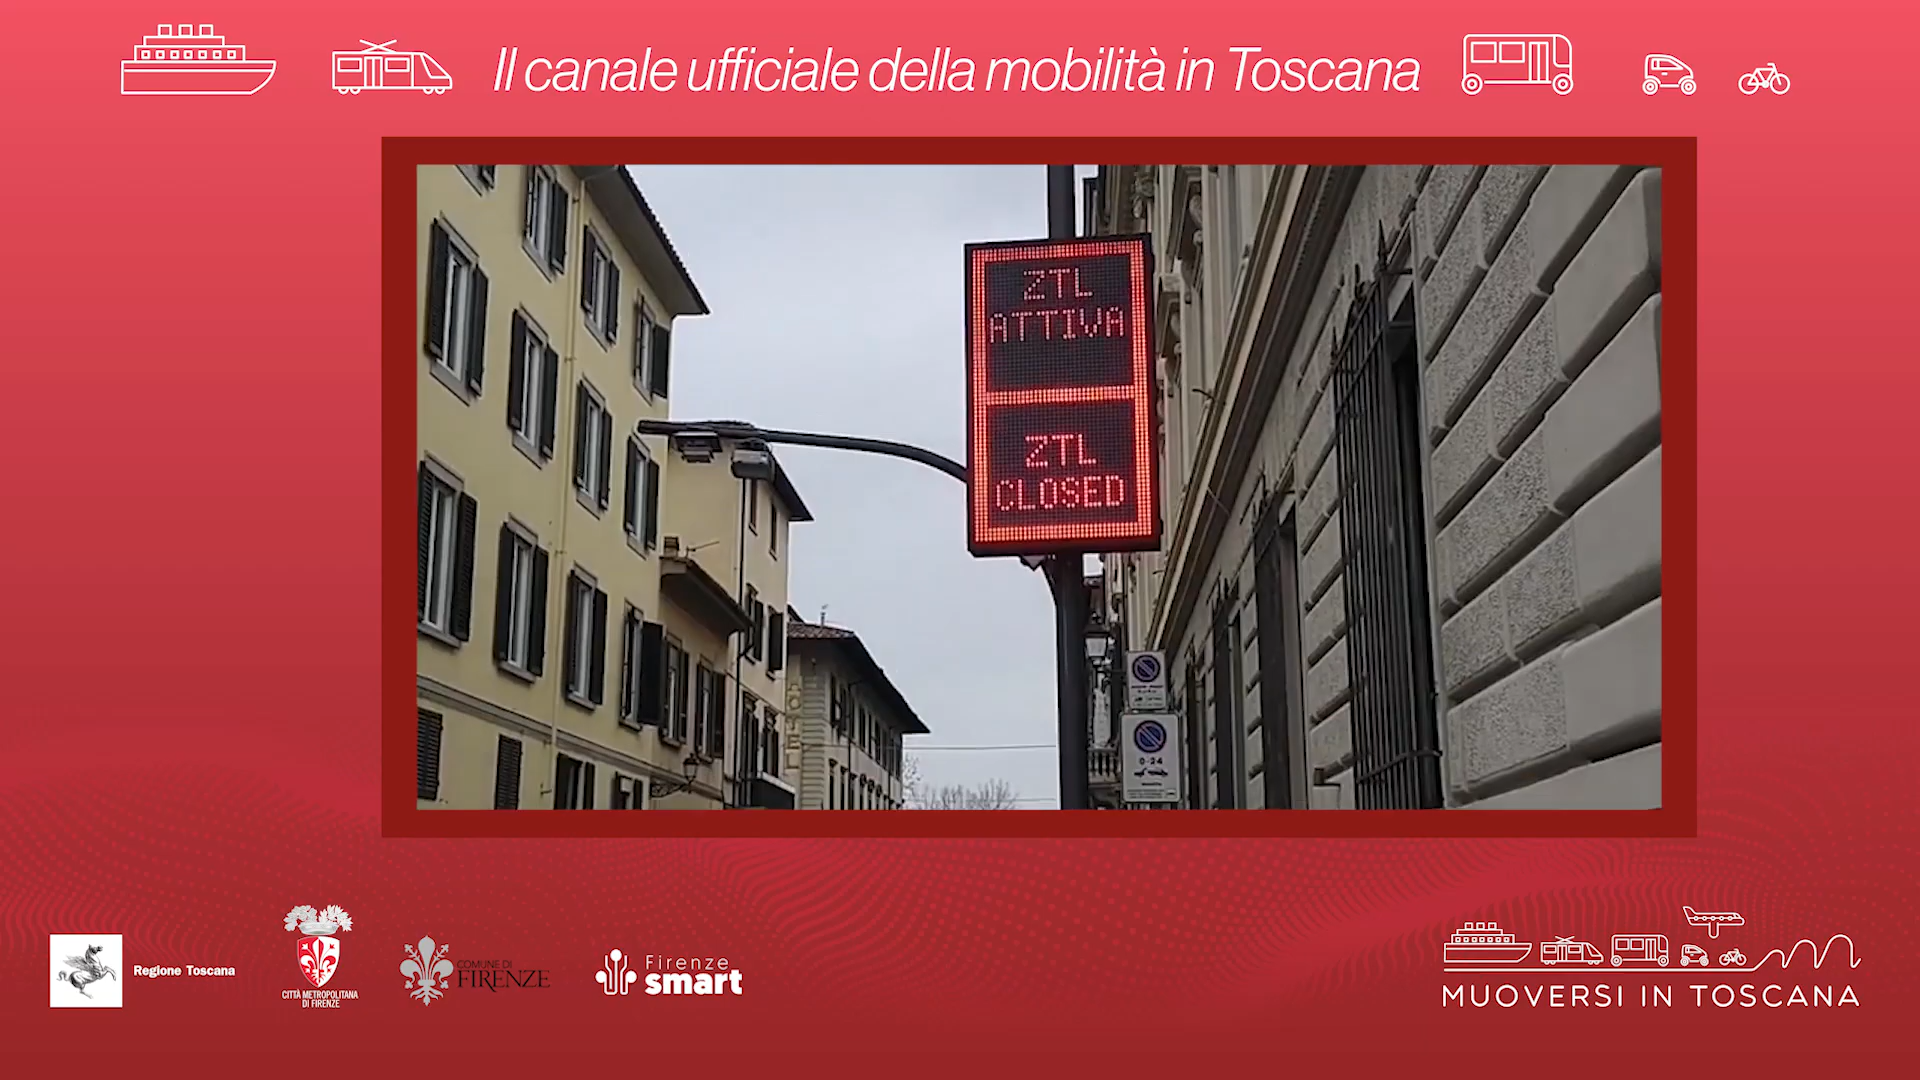 Il canale ufficiale della mobilità in Toscana
ZTL
ATTIVA
ZTL
CLOSED
HOTEL
0-24
Regione Toscana
CITTÀ METROPOLITANA
DI FIRENZE
COMUNE DI
FIRENZE
Firenze
smart
MUOVERSI IN TOSCANA